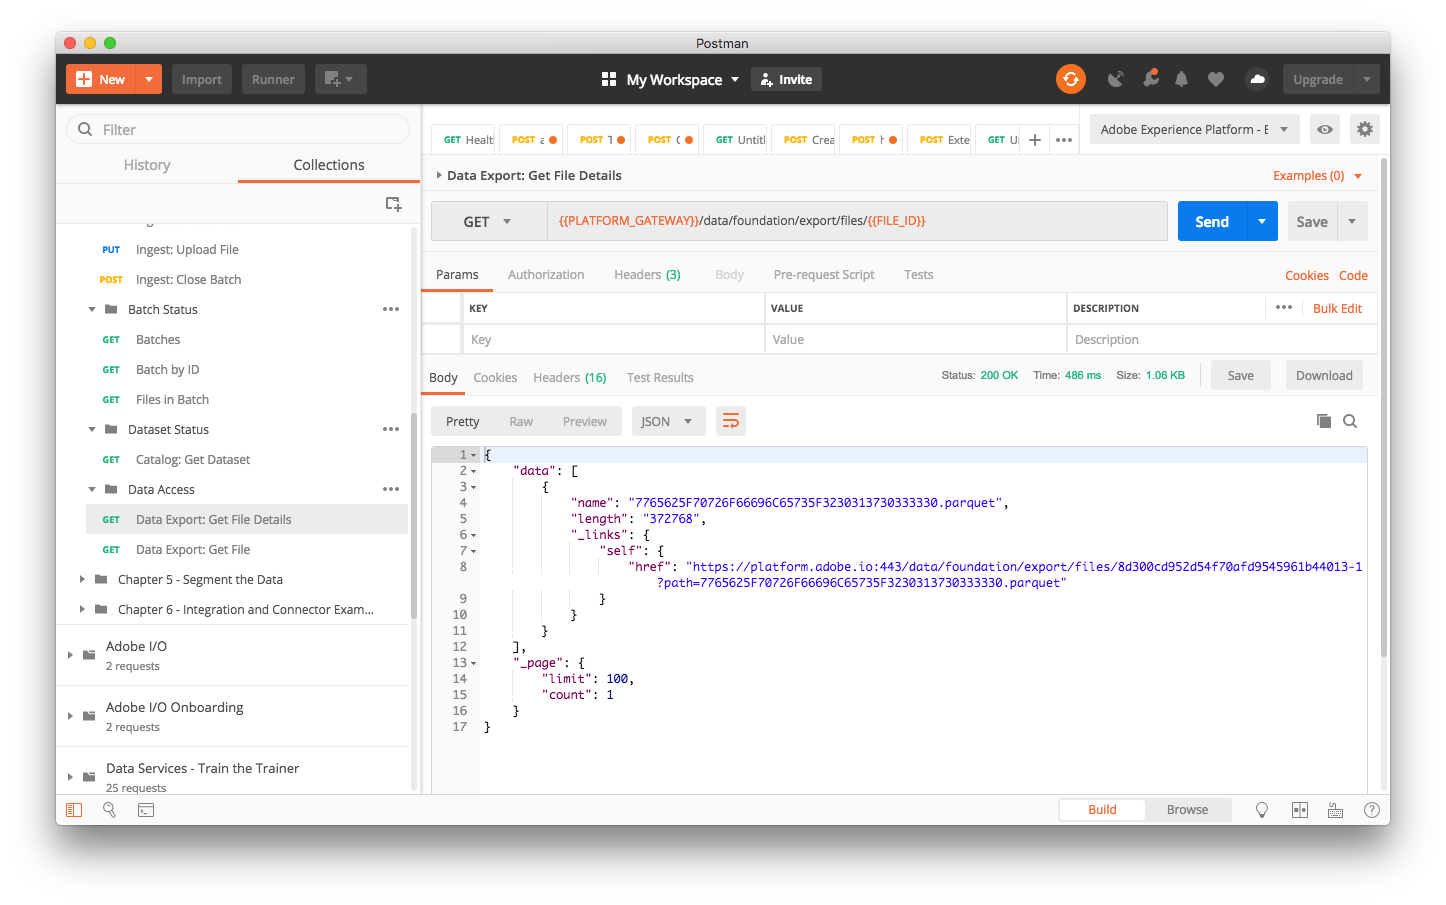 Postman
New
Import
Runner
My Workspace
Invite
Upgrade
Filter
History
Collections
PUT Ingest: Upload File
POST Ingest: Close Batch
Batch Status
GET Batches
GET Batch by ID
GET Files in Batch
Dataset Status
GET Catalog: Get Dataset
Data Access
GET Data Export: Get File Details
GET Data Export: Get File
Chapter 5 - Segment the Data
Chapter 6 - Integration and Connector Exam...
Adobe I/O
2 requests
Adobe I/O Onboarding
2 requests
Data Services - Train the Trainer
25 requests
GET Healt
POST a
POST
POST
GET Untitl
POST Crea
POST
POST Exte
GET
Adobe Experience Platform - E
Data Export: Get File Details
Examples (0)
GET
{{PLATFORM_GATEWAY}}/data/foundation/export/files/{{FILE_ID}}
Send
Save
Params
Authorization
Headers (3)
Body
Pre-request Script
Tests
Cookies
Code
KEY
VALUE
DESCRIPTION
Bulk Edit
Key
Value
Description
Body
Cookies
Headers (16)
Test Results
Status: 200 OK
Time: 486 ms
Size: 1.06 KB
Save
Download
Pretty
Raw
Preview
JSON
1 {
2 "data": [
3 {
4 "name": "7765625F70726F66696C65735F3230313730333330.parquet",
5 "length": "372768",
6 "_links": {
7 "self": {
8 "href": "https://platform.adobe.io:443/data/foundation/export/files/8d300cd952d54f70afd9545961b44013-1
?path=7765625F70726F66696C65735F3230313730333330.parquet"
9 }
10 }
11 }
12 ],
13 "_page": {
14 "limit": 100,
15 "count": 1
16 }
17 }
Build
Browse